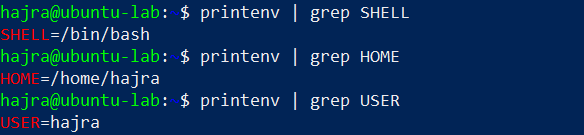 hajra@ubuntu-lab:~$ printenv | grep SHELL
SHELL=/bin/bash
hajra@ubuntu-lab:~$ printenv | grep HOME
HOME=/home/hajra
hajra@ubuntu-lab:~$ printenv | grep USER
USER=hajra